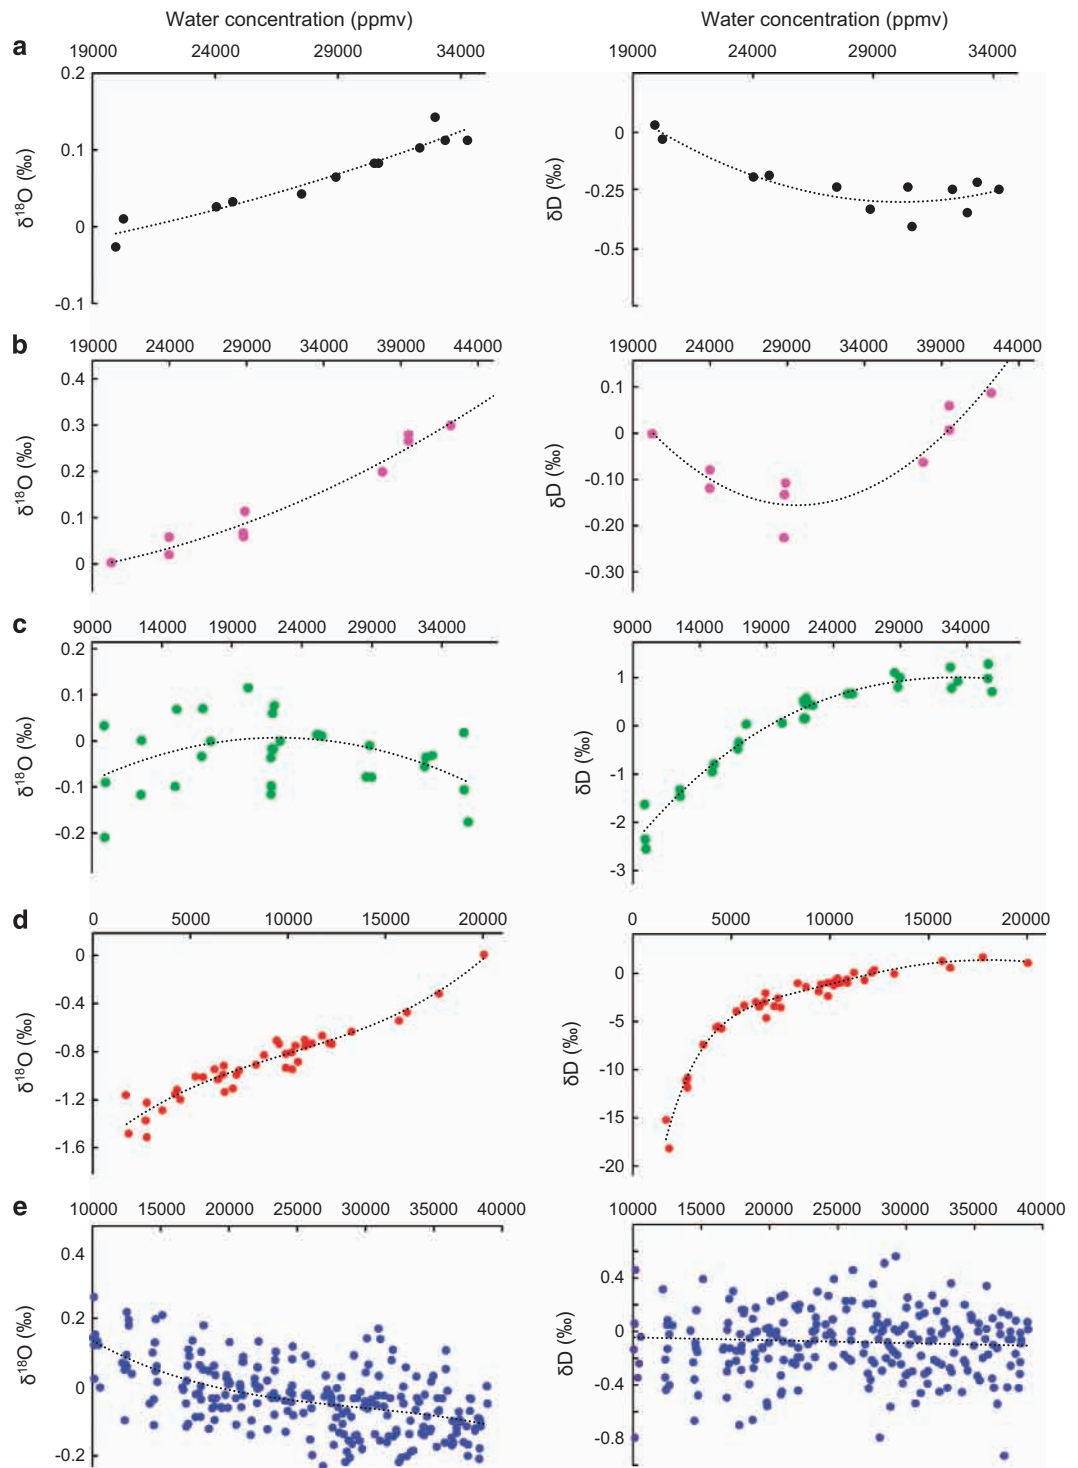 Water concentration (ppmv) Water concentration (ppmv)
a
19000 24000 29000 34000 19000 24000 29000 34000
0.2
0.1
0
-0.1
δ18O (‰)
0
-0.25
-0.5
δD (‰)
b
19000 24000 29000 34000 39000 44000 19000 24000 29000 34000 39000 44000
0.4
0.3
0.2
0.1
0
δ18O (‰)
0.1
0
-0.10
-0.20
-0.30
δD (‰)
c
9000 14000 19000 24000 29000 34000 9000 14000 19000 24000 29000 34000
0.2
0.1
0
-0.1
-0.2
δ18O (‰)
1
0
-1
-2
-3
δD (‰)
d
0 5000 10000 15000 20000 0 5000 10000 15000 20000
0
-0.4
-0.8
-1.2
-1.6
δ18O (‰)
0
-5
-10
-15
-20
δD (‰)
e
10000 15000 20000 25000 30000 35000 40000 10000 15000 20000 25000 30000 35000 40000
0.4
0.2
0
-0.2
δ18O (‰)
0.4
0
-0.4
-0.8
δD (‰)